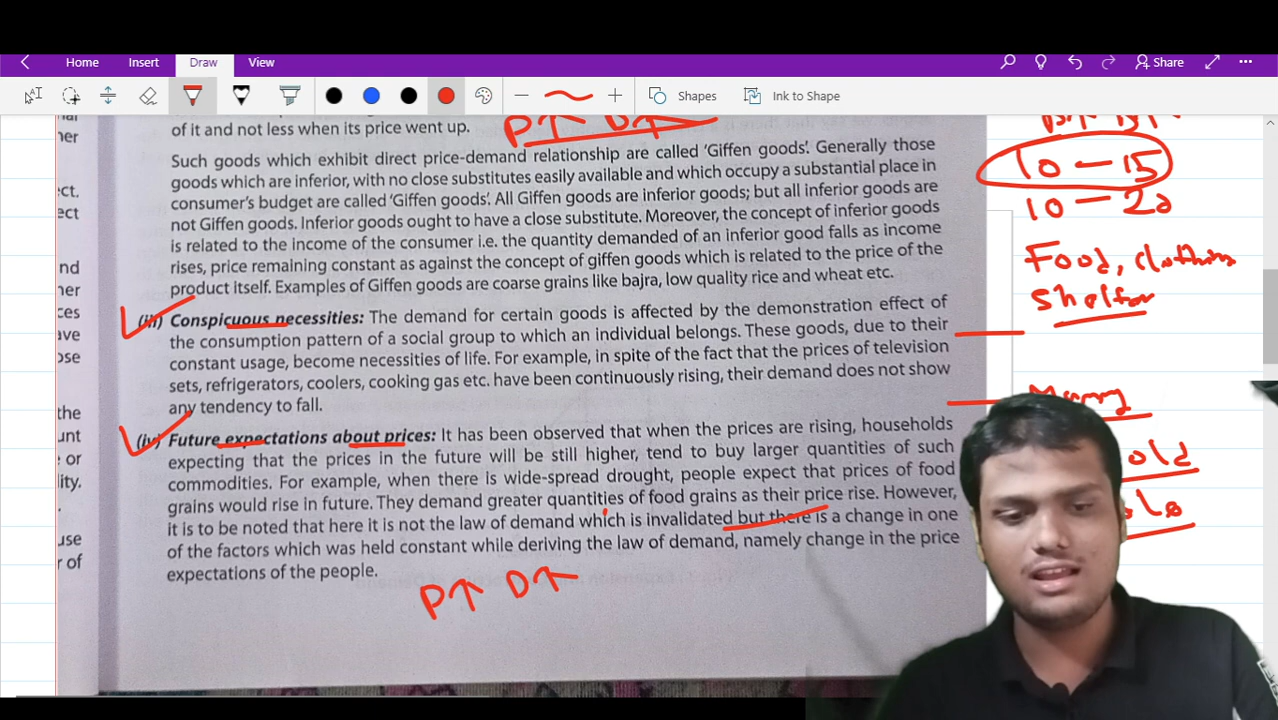 Home Insert Draw View Share
Shapes Ink to Shape
her
of it and not less when its price went up.
P↑ D↑
Such goods which exhibit direct price-demand relationship are called 'Giffen goods'. Generally those
goods which are inferior, with no close substitutes easily available and which occupy a substantial place in
consumer's budget are called 'Giffen goods'. All Giffen goods are inferior goods; but all inferior goods are
not Giffen goods. Inferior goods ought to have a close substitute. Moreover, the concept of inferior goods
is related to the income of the consumer i.e. the quantity demanded of an inferior good falls as income
rises, price remaining constant as against the concept of giffen goods which is related to the price of the
product itself. Examples of Giffen goods are coarse grains like bajra, low quality rice and wheat etc.
(iii) Conspicuous necessities: The demand for certain goods is affected by the demonstration effect of
the consumption pattern of a social group to which an individual belongs. These goods, due to their
constant usage, become necessities of life. For example, in spite of the fact that the prices of television
sets, refrigerators, coolers, cooking gas etc. have been continuously rising, their demand does not show
any tendency to fall.
(iv) Future expectations about prices: It has been observed that when the prices are rising, households
expecting that the prices in the future will be still higher, tend to buy larger quantities of such
commodities. For example, when there is wide-spread drought, people expect that prices of food
grains would rise in future. They demand greater quantities of food grains as their price rise. However,
it is to be noted that here it is not the law of demand which is invalidated but there is a change in one
of the factors which was held constant while deriving the law of demand, namely change in the price
expectations of the people.
P↑ D↑
10 — 15
10 — 20
Food, clothing
Shelter
ect.
ect
nd
her
ces
ave
ose
the
unt
e or
lity.
use
r of